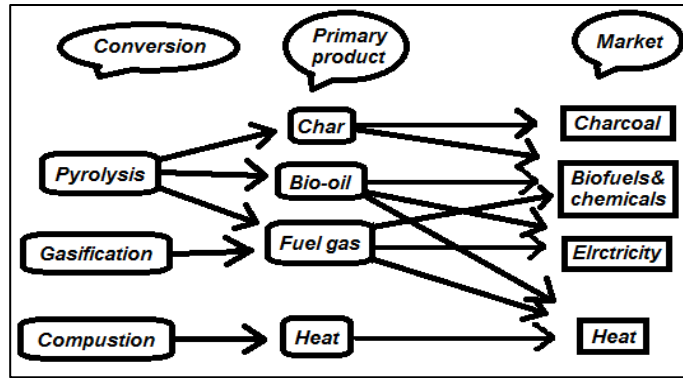 Conversion
Primary
product
Market
Char
Charcoal
Pyrolysis
Bio-oil
Biofuels&
chemicals
Gasification
Fuel gas
Elrctricity
Compustion
Heat
Heat